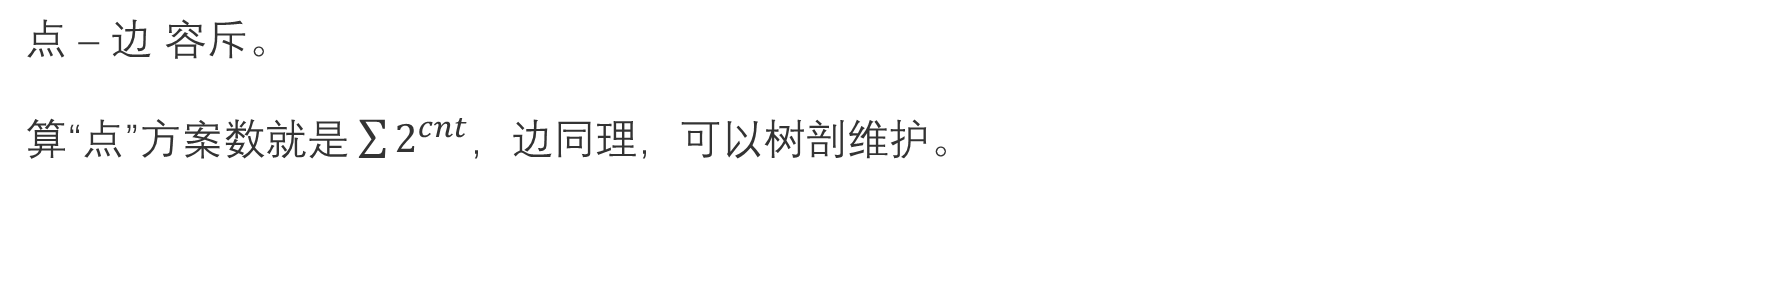 点 – 边 容斥。
算“点”方案数就是 ∑ 2^{cnt}，边同理，可以树剖维护。